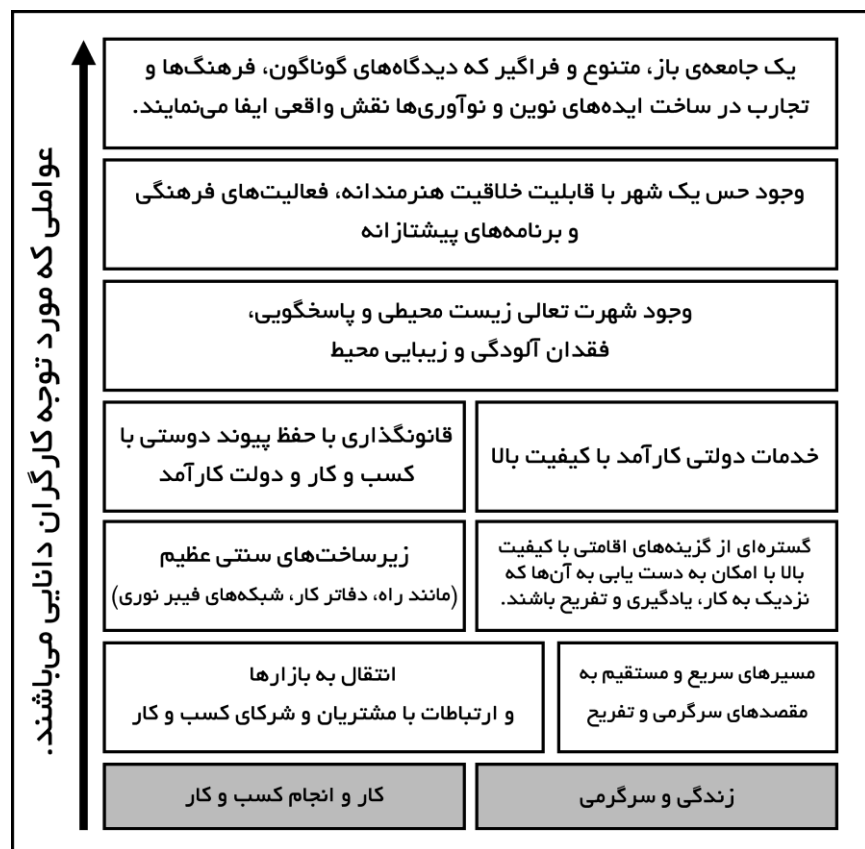 عواملی که مورد توجه کارگران دانایی می‌باشند.
یک جامعه‌ی باز، متنوع و فراگیر که دیدگاه‌های گوناگون، فرهنگ‌ها و
تجارب در ساخت ایده‌های نوین و نوآوری‌ها نقش واقعی ایفا می‌نمایند.
وجود حس یک شهر با قابلیت خلاقیت هنرمندانه، فعالیت‌های فرهنگی
و برنامه‌های پیشتازانه
وجود شهرت تعالی زیست محیطی و پاسخگویی،
فقدان آلودگی و زیبایی محیط
خدمات دولتی کارآمد با کیفیت بالا
قانونگذاری با حفظ پیوند دوستی با
کسب و کار و دولت کارآمد
گستره‌ای از گزینه‌های اقامتی با کیفیت
بالا با امکان به دست یابی به آن‌ها که
نزدیک به کار، یادگیری و تفریح باشند.
زیرساخت‌های سنتی عظیم
(مانند راه، دفاتر کار، شبکه‌های فیبر نوری)
مسیرهای سریع و مستقیم به
مقصدهای سرگرمی و تفریح
انتقال به بازارها
و ارتباطات با مشتریان و شرکای کسب و کار
زندگی و سرگرمی
کار و انجام کسب و کار